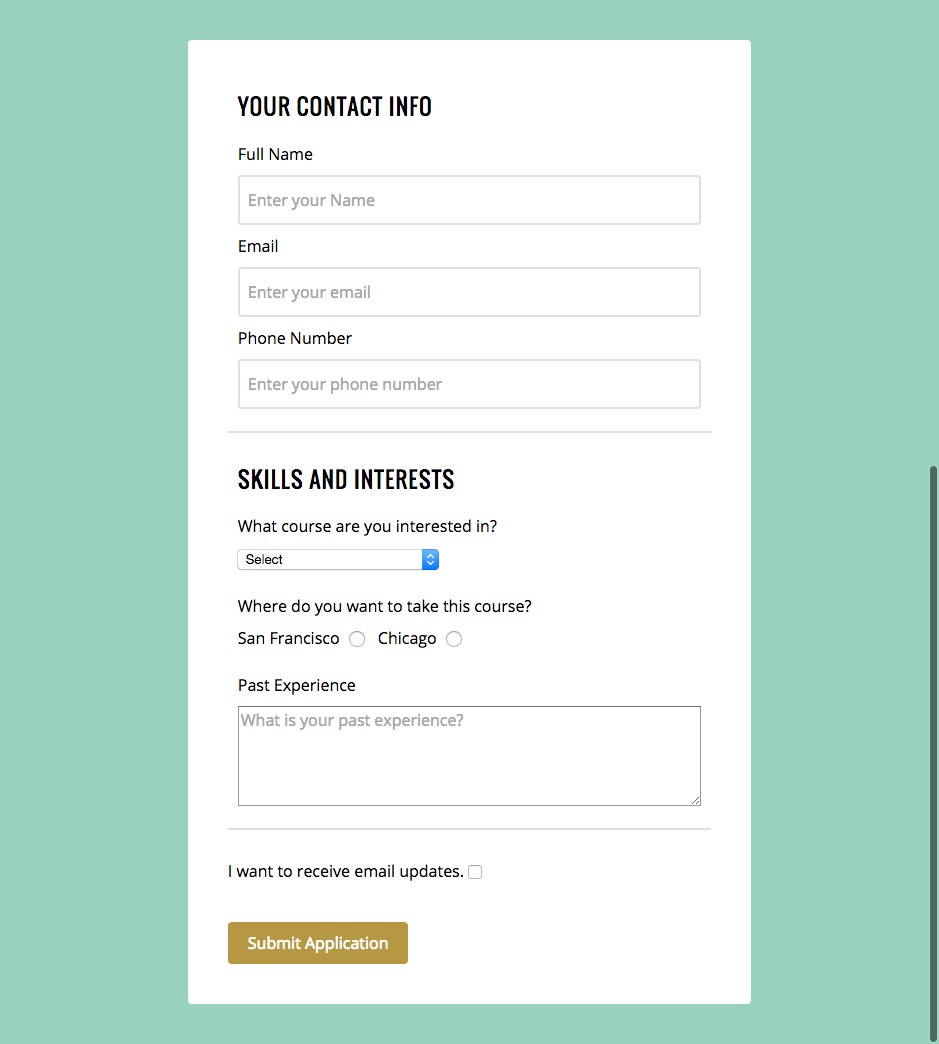 YOUR CONTACT INFO
Full Name
Enter your Name
Email
Enter your email
Phone Number
Enter your phone number
SKILLS AND INTERESTS
What course are you interested in?
Select
Where do you want to take this course?
San Francisco Chicago
Past Experience
What is your past experience?
I want to receive email updates.
Submit Application